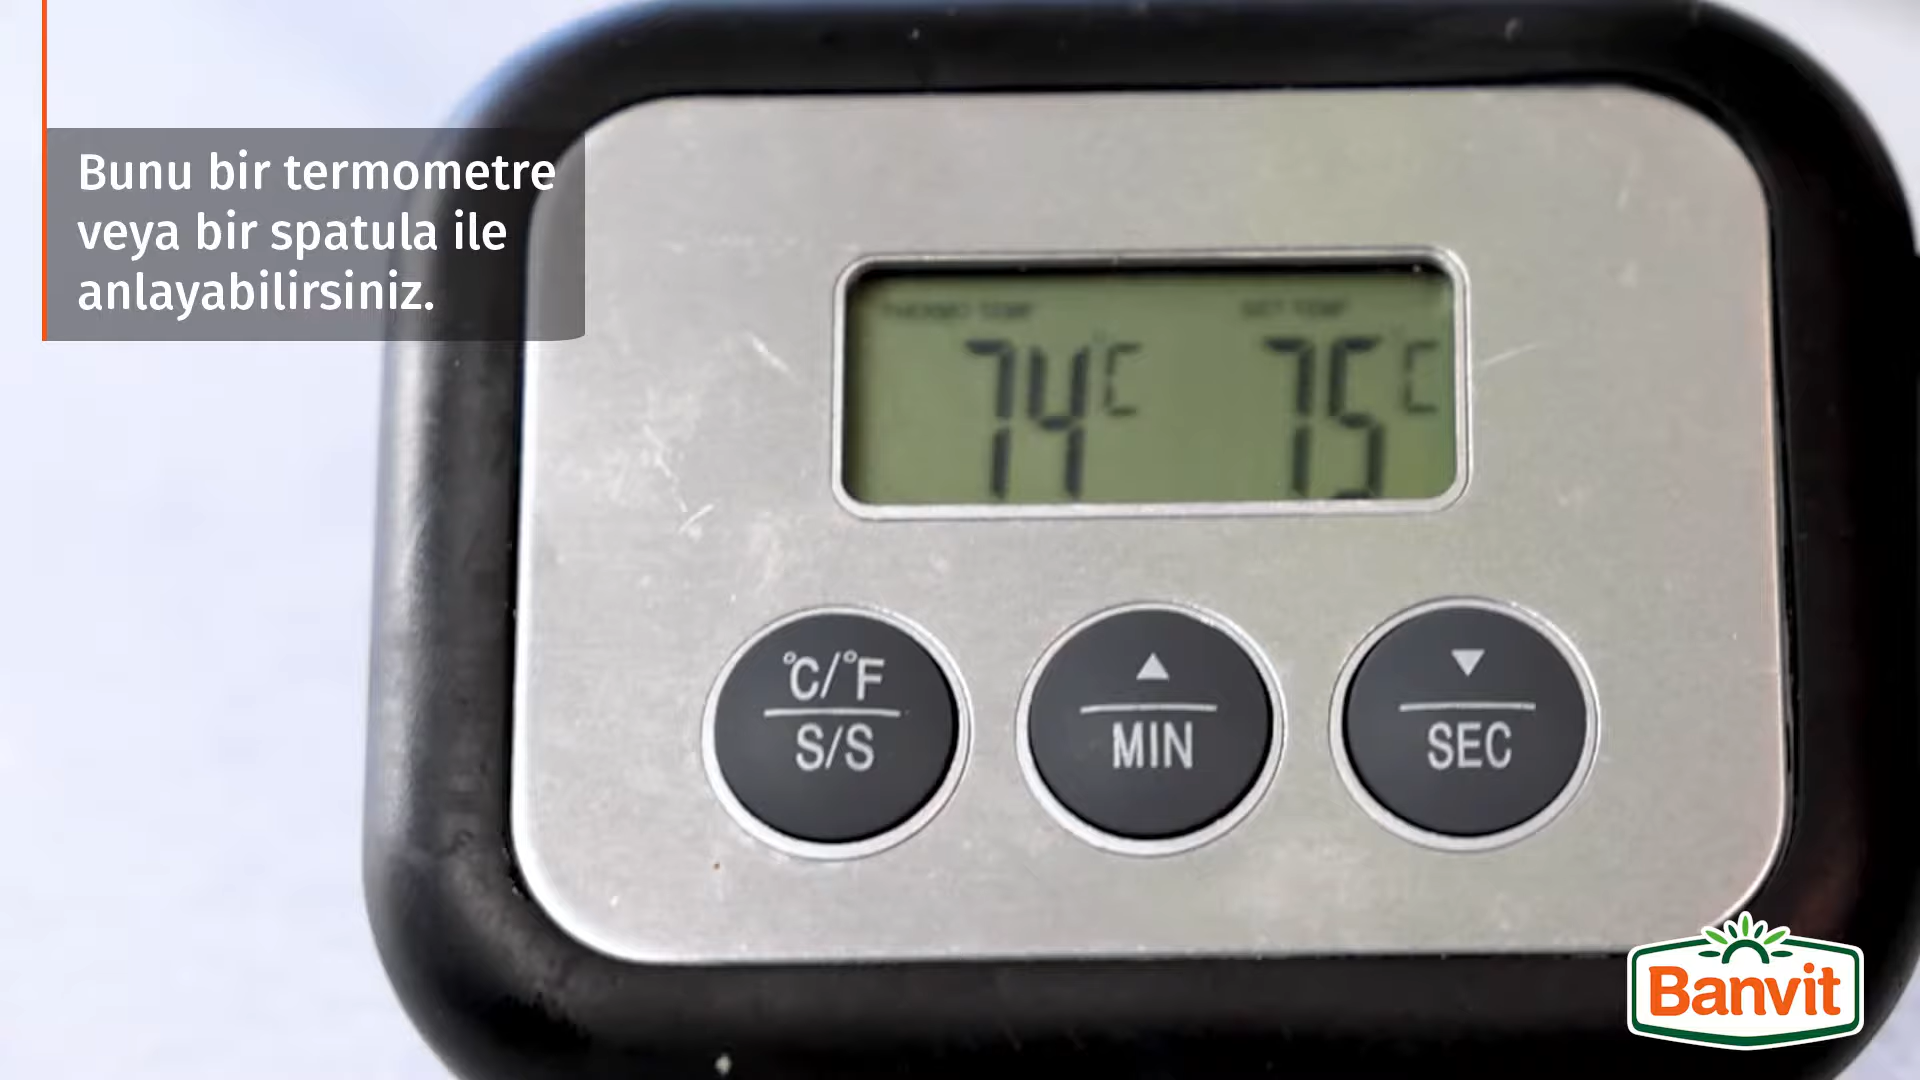 Bunu bir termometre
veya bir spatula ile
anlayabilirsiniz.
74°C 75°C
°C/°F
S/S
▲
MIN
▼
SEC
Banvit